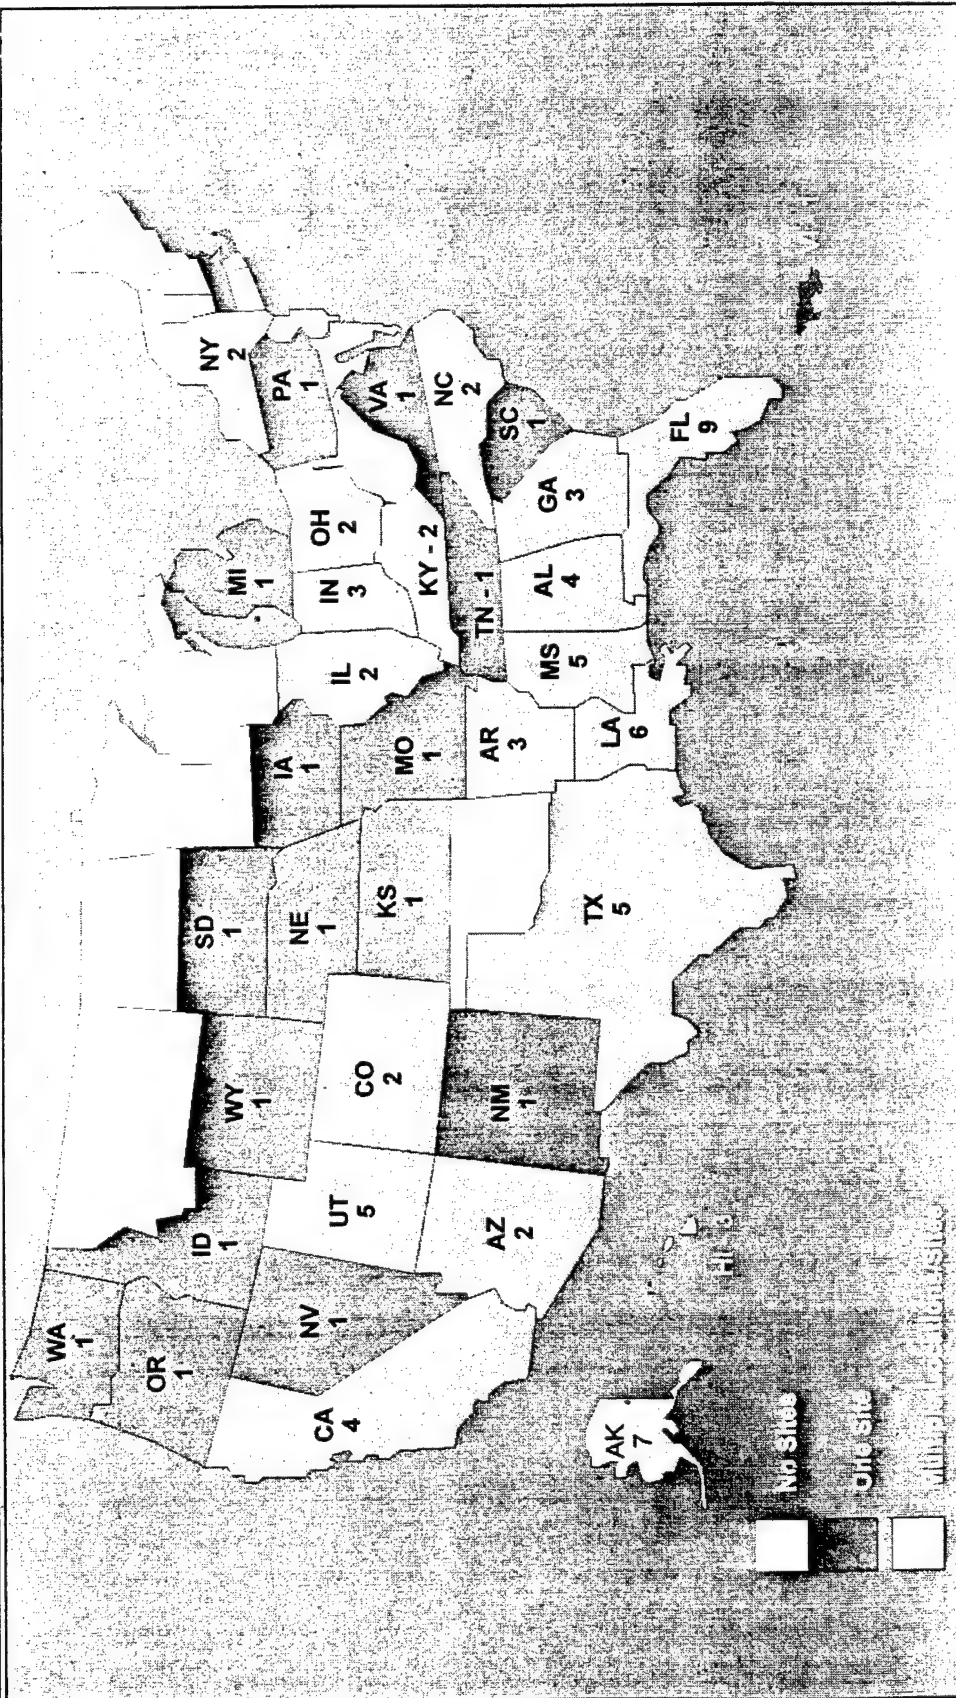 WA
1
OR
1
CA
4
ID
1
NV
1
UT
5
AZ
2
WY
1
CO
2
NM
1
SD
1
NE
1
KS
1
TX
5
IA
1
MO
1
AR
3
LA
6
IL
2
MS
5
MI
1
IN
3
OH
2
KY - 2
TN - 1
AL
4
GA
3
FL
9
SC
1
NC
2
VA
1
PA
1
NY
2
AK
7
No Sites
One Site